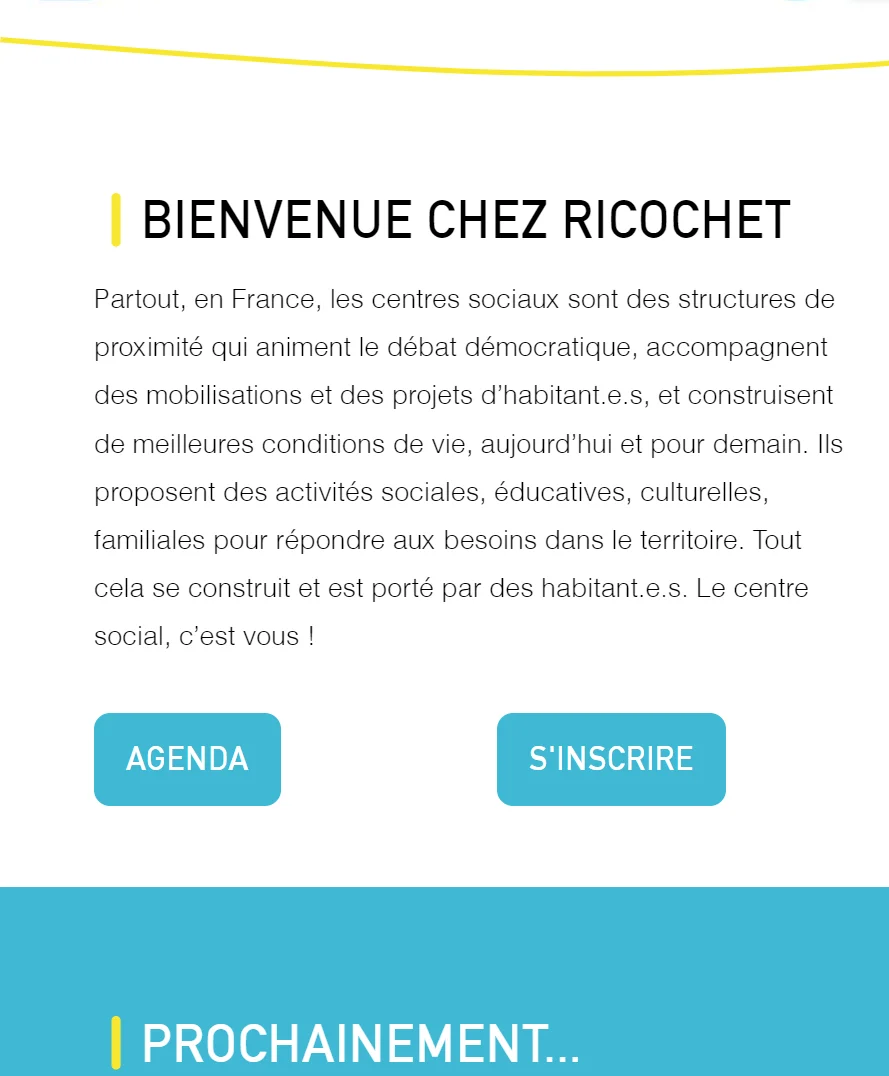 BIENVENUE CHEZ RICOCHET
Partout, en France, les centres sociaux sont des structures de
proximité qui animent le débat démocratique, accompagnent
des mobilisations et des projets d’habitant.e.s, et construisent
de meilleures conditions de vie, aujourd’hui et pour demain. Ils
proposent des activités sociales, éducatives, culturelles,
familiales pour répondre aux besoins dans le territoire. Tout
cela se construit et est porté par des habitant.e.s. Le centre
social, c’est vous !
AGENDA
S'INSCRIRE
PROCHAINEMENT...